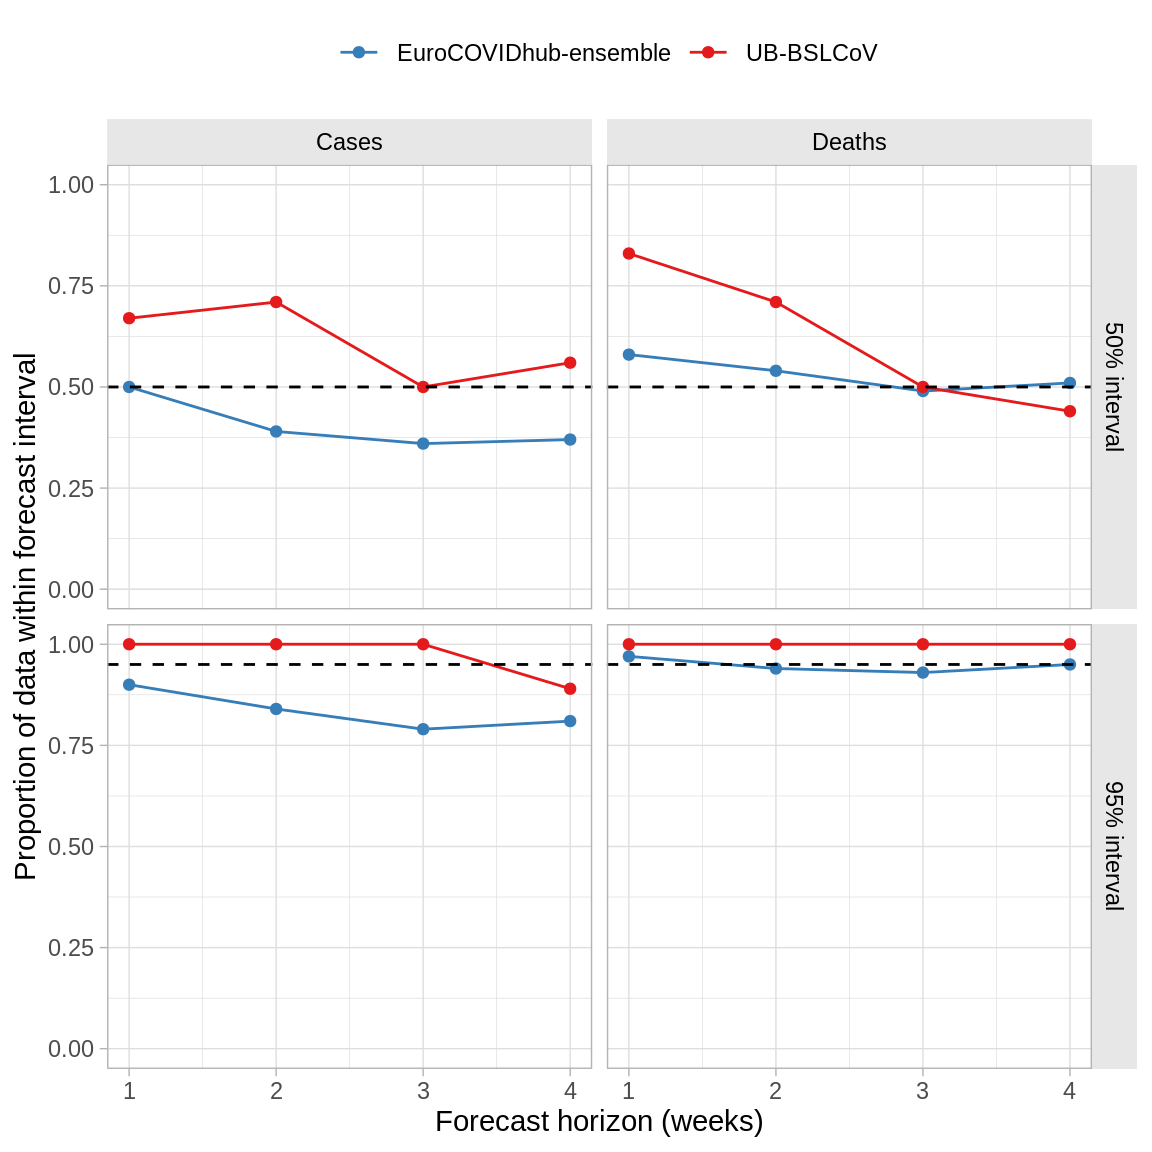 EuroCOVIDhub-ensemble UB-BSLCoV
Cases Deaths
1.00
0.75
0.50
0.25
0.00
50% interval
1.00
0.75
0.50
0.25
0.00
95% interval
Proportion of data within forecast interval
1 2 3 4 1 2 3 4
Forecast horizon (weeks)